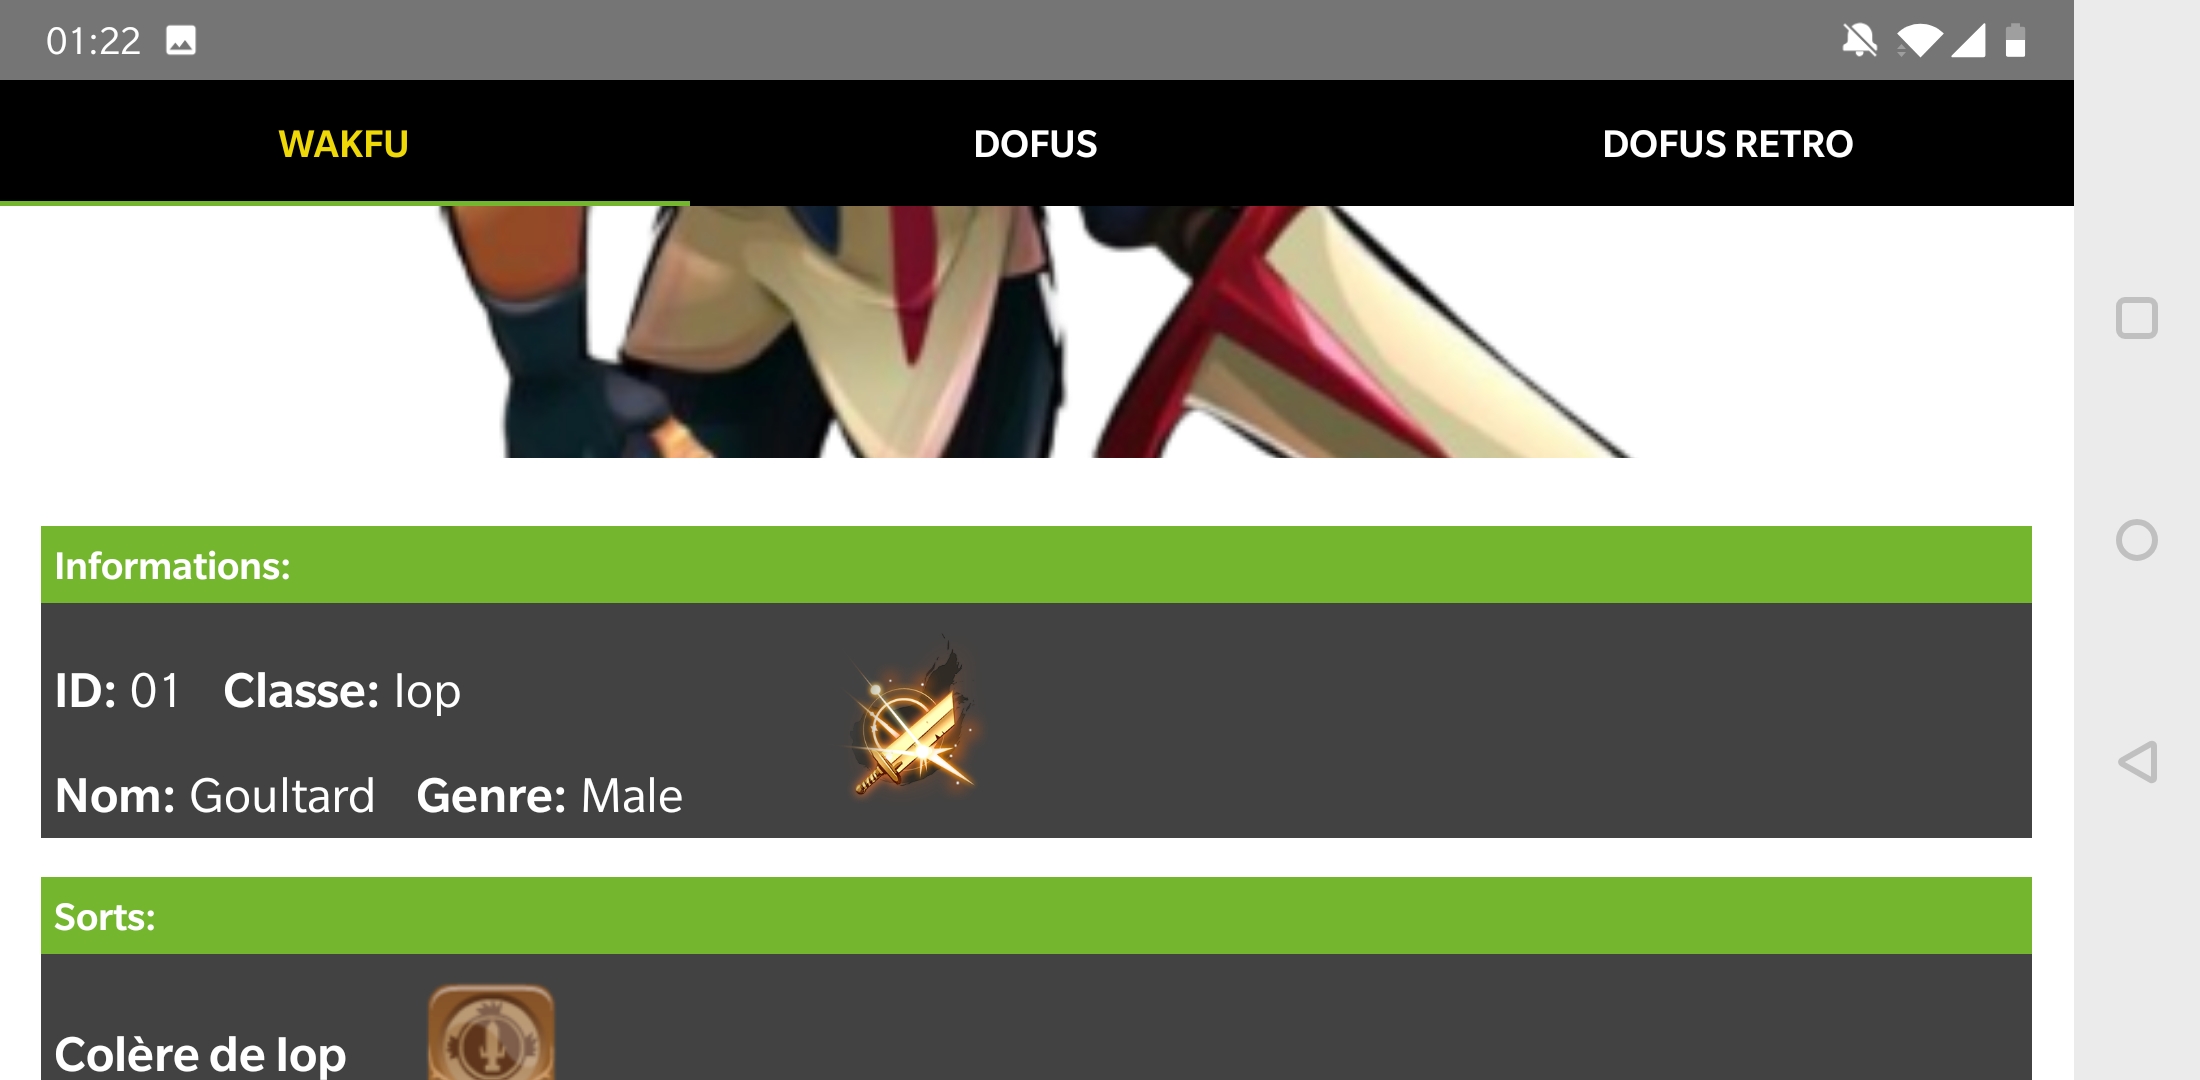 01:22
WAKFU DOFUS DOFUS RETRO
Informations:
ID: 01 Classe: Iop
Nom: Goultard Genre: Male
Sorts:
Colère de Iop